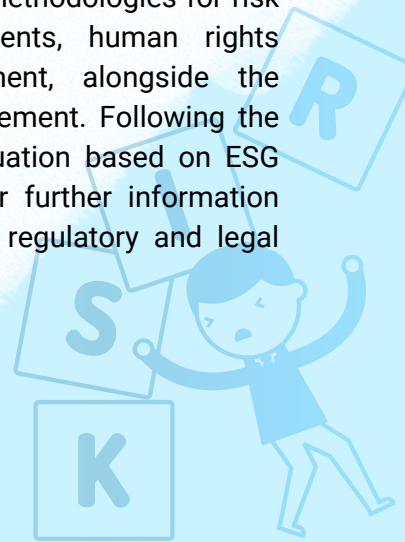 methodologies for risk
ents, human rights
ment, alongside the
ement. Following the
uation based on ESG
r further information
regulatory and legal
R
I
S
K